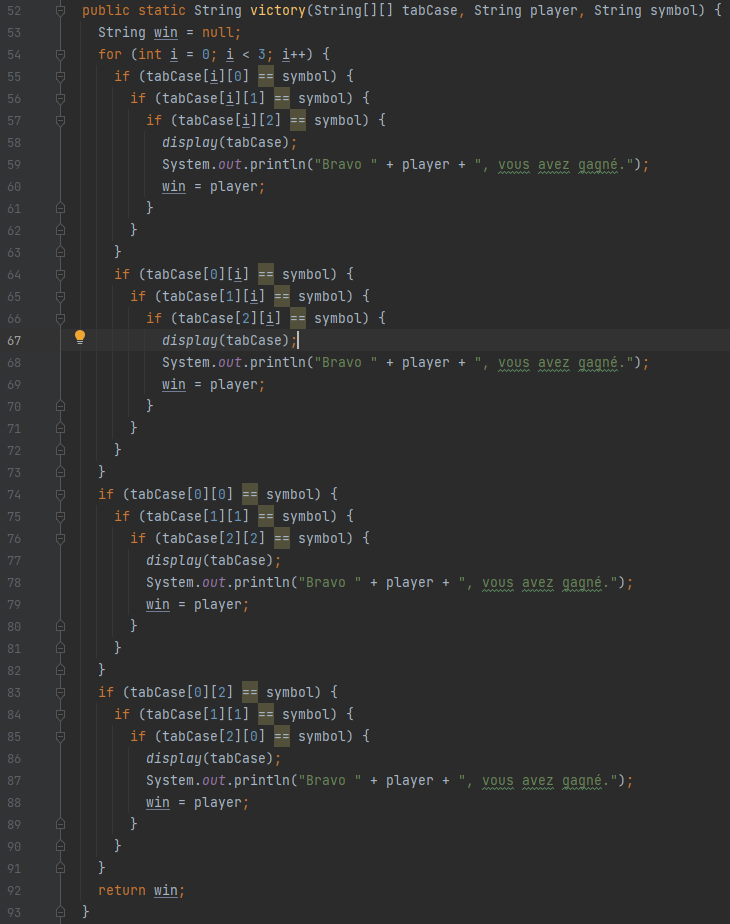 52 public static String victory(String[][] tabCase, String player, String symbol) {
53 String win = null;
54 for (int i = 0; i < 3; i++) {
55 if (tabCase[i][0] == symbol) {
56 if (tabCase[i][1] == symbol) {
57 if (tabCase[i][2] == symbol) {
58 display(tabCase);
59 System.out.println("Bravo " + player + ", vous avez gagné.");
60 win = player;
61 }
62 }
63 }
64 if (tabCase[0][i] == symbol) {
65 if (tabCase[1][i] == symbol) {
66 if (tabCase[2][i] == symbol) {
67 display(tabCase);
68 System.out.println("Bravo " + player + ", vous avez gagné.");
69 win = player;
70 }
71 }
72 }
73 }
74 if (tabCase[0][0] == symbol) {
75 if (tabCase[1][1] == symbol) {
76 if (tabCase[2][2] == symbol) {
77 display(tabCase);
78 System.out.println("Bravo " + player + ", vous avez gagné.");
79 win = player;
80 }
81 }
82 }
83 if (tabCase[0][2] == symbol) {
84 if (tabCase[1][1] == symbol) {
85 if (tabCase[2][0] == symbol) {
86 display(tabCase);
87 System.out.println("Bravo " + player + ", vous avez gagné.");
88 win = player;
89 }
90 }
91 }
92 return win;
93 }